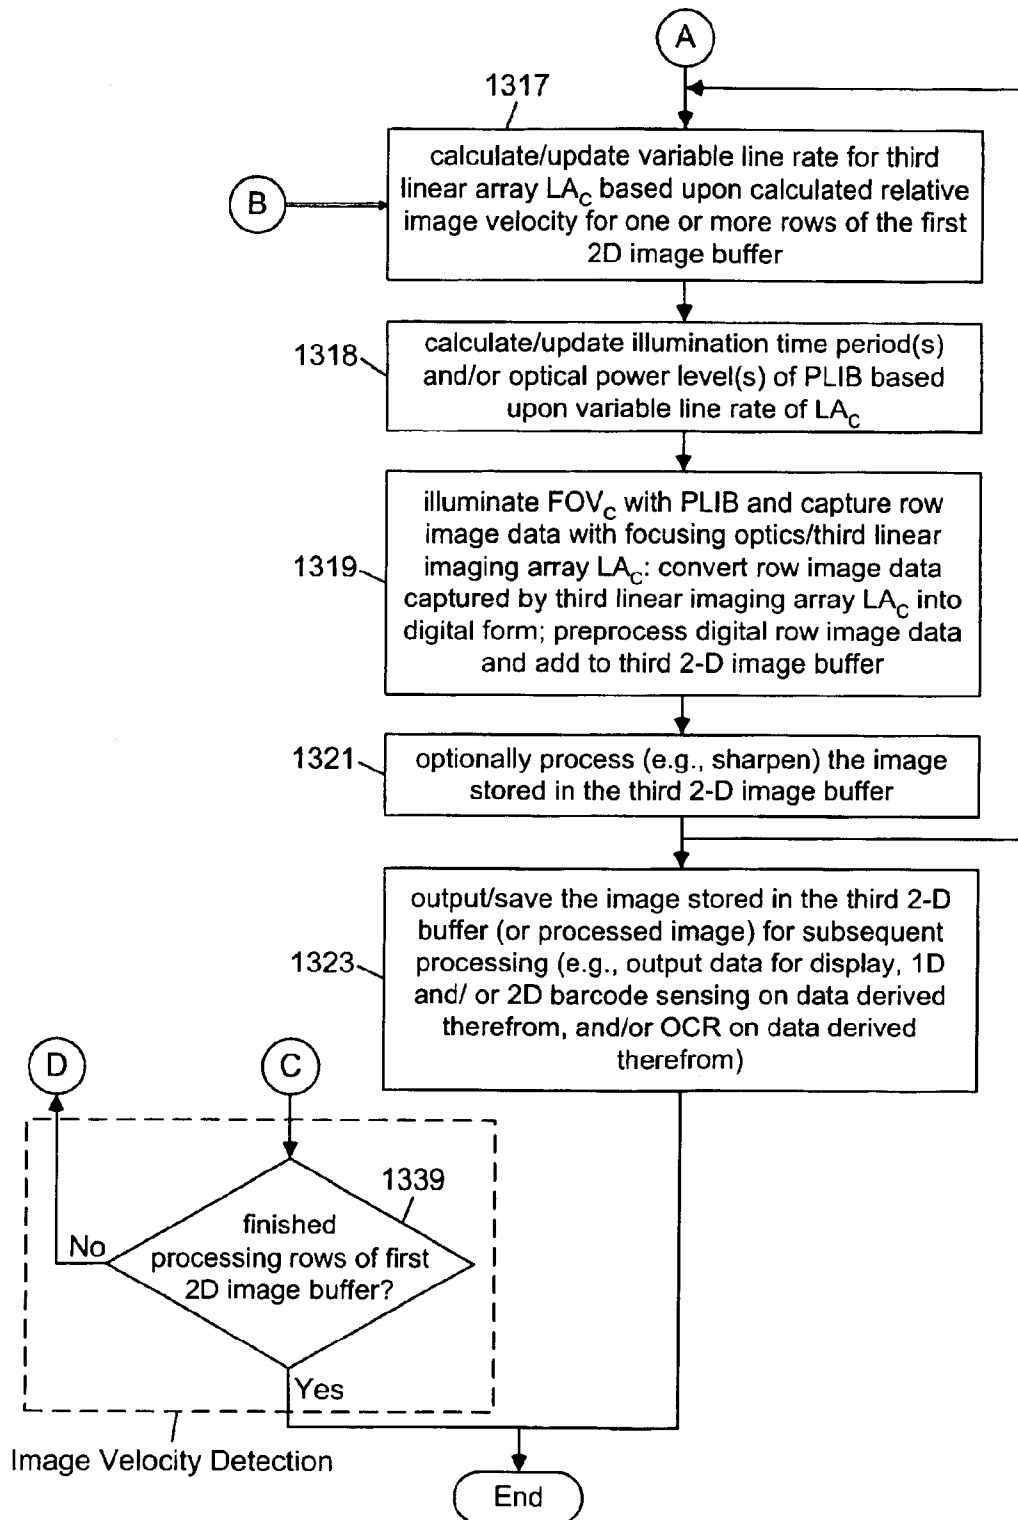 A
1317
calculate/update variable line rate for third
linear array LAC based upon calculated relative
image velocity for one or more rows of the first
2D image buffer
B
1318
calculate/update illumination time period(s)
and/or optical power level(s) of PLIB based
upon variable line rate of LAC
1319
illuminate FOVC with PLIB and capture row
image data with focusing optics/third linear
imaging array LAC: convert row image data
captured by third linear imaging array LAC into
digital form; preprocess digital row image data
and add to third 2-D image buffer
1321
optionally process (e.g., sharpen) the image
stored in the third 2-D image buffer
1323
output/save the image stored in the third 2-D
buffer (or processed image) for subsequent
processing (e.g., output data for display, 1D
and/ or 2D barcode sensing on data derived
therefrom, and/or OCR on data derived
therefrom)
D
C
1339
finished
processing rows of first
2D image buffer?
No
Yes
Image Velocity Detection
End